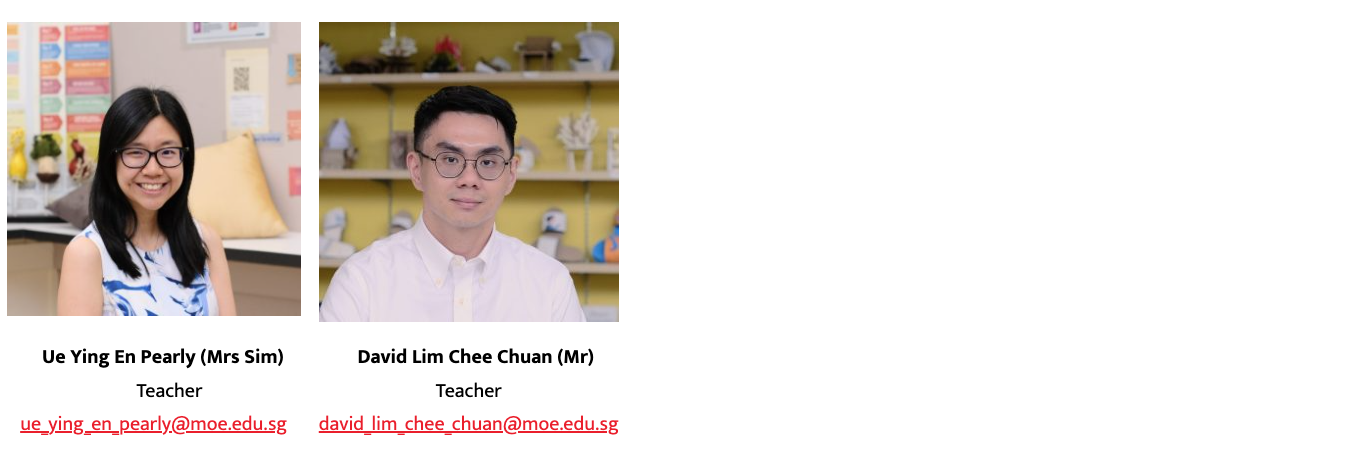 Ue Ying En Pearly (Mrs Sim)
Teacher
ue_ying_en_pearly@moe.edu.sg
David Lim Chee Chuan (Mr)
Teacher
david_lim_chee_chuan@moe.edu.sg